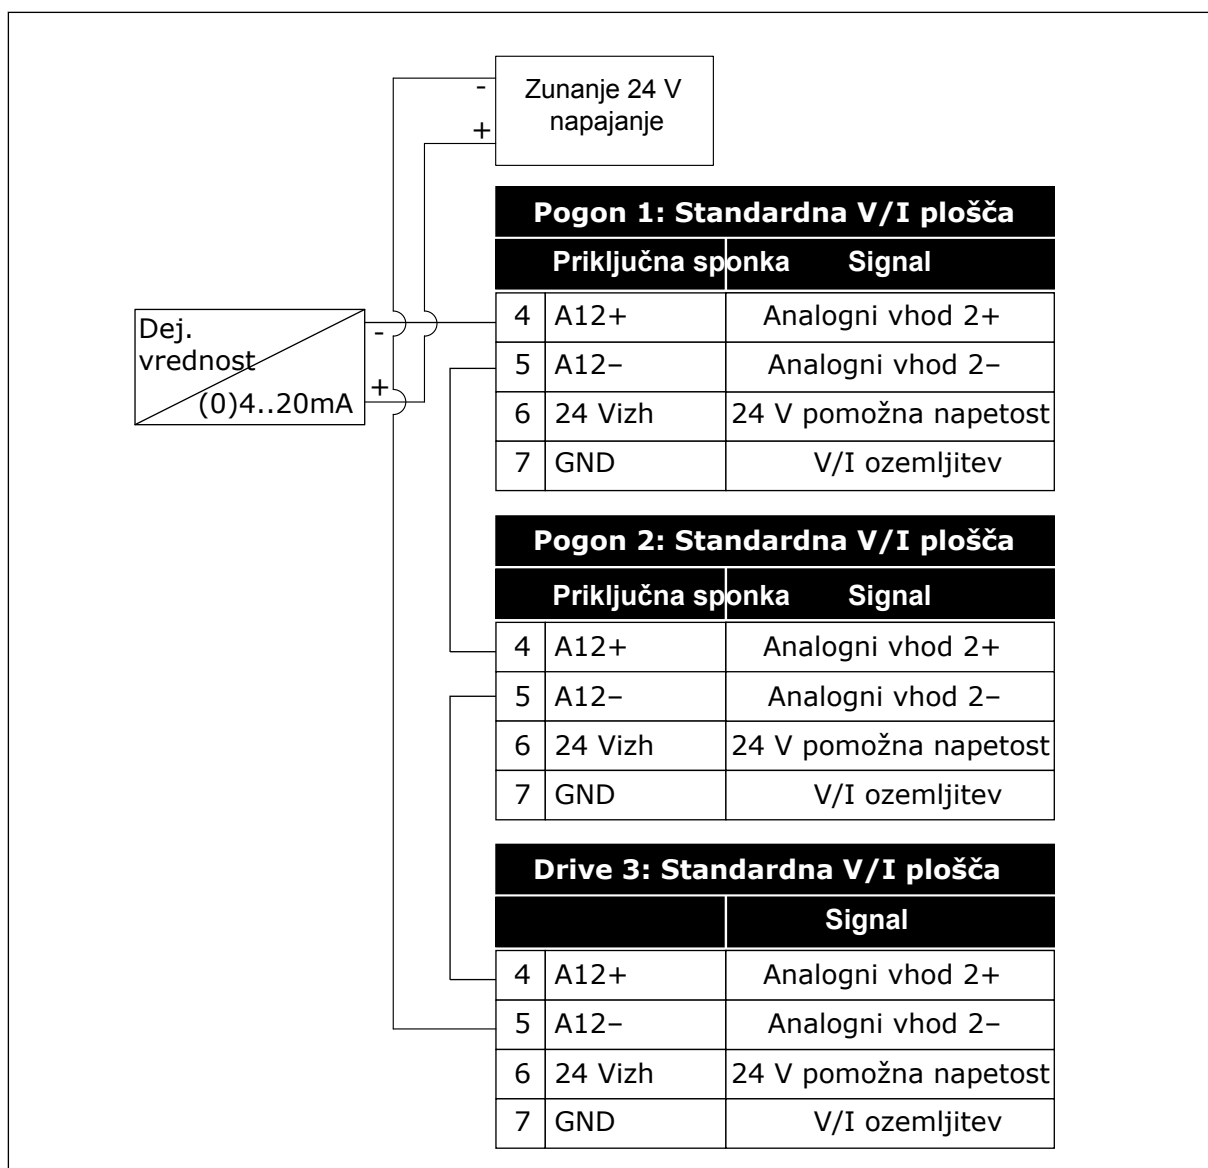 -
Zunanje 24 V
+
napajanje
Pogon 1: Standardna V/I plošča
Priključna sponka Signal
4 A12+ Analogni vhod 2+
5 A12– Analogni vhod 2–
6 24 Vizh 24 V pomožna napetost
7 GND V/I ozemljitev
Dej.
-
vrednost
+
(0)4..20mA
Pogon 2: Standardna V/I plošča
Priključna sponka Signal
4 A12+ Analogni vhod 2+
5 A12– Analogni vhod 2–
6 24 Vizh 24 V pomožna napetost
7 GND V/I ozemljitev
Drive 3: Standardna V/I plošča
Signal
4 A12+ Analogni vhod 2+
5 A12– Analogni vhod 2–
6 24 Vizh 24 V pomožna napetost
7 GND V/I ozemljitev